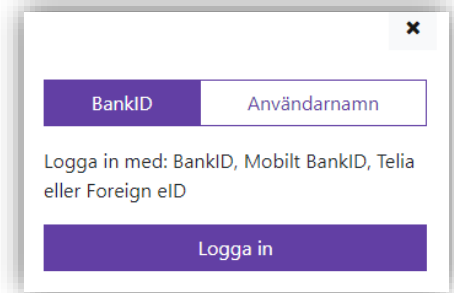 BankID
Användarnamn
Logga in med: BankID, Mobilt BankID, Telia
eller Foreign eID
Logga in